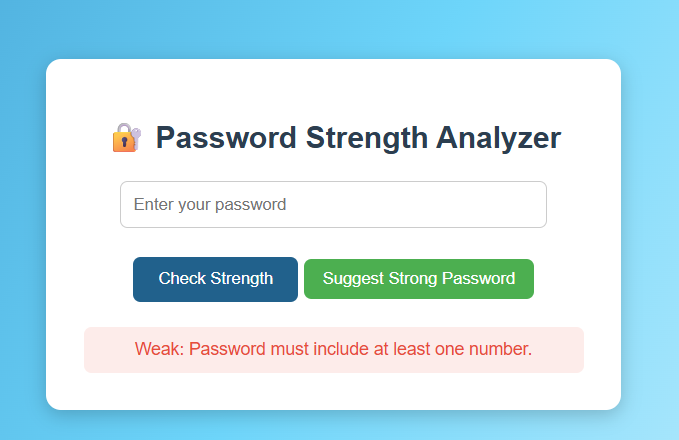 Password Strength Analyzer
Enter your password
Check Strength
Suggest Strong Password
Weak: Password must include at least one number.